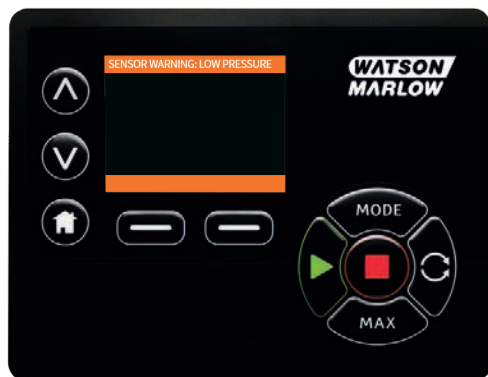 SENSOR WARNING: LOW PRESSURE
WATSON
MARLOW
MODE
MAX